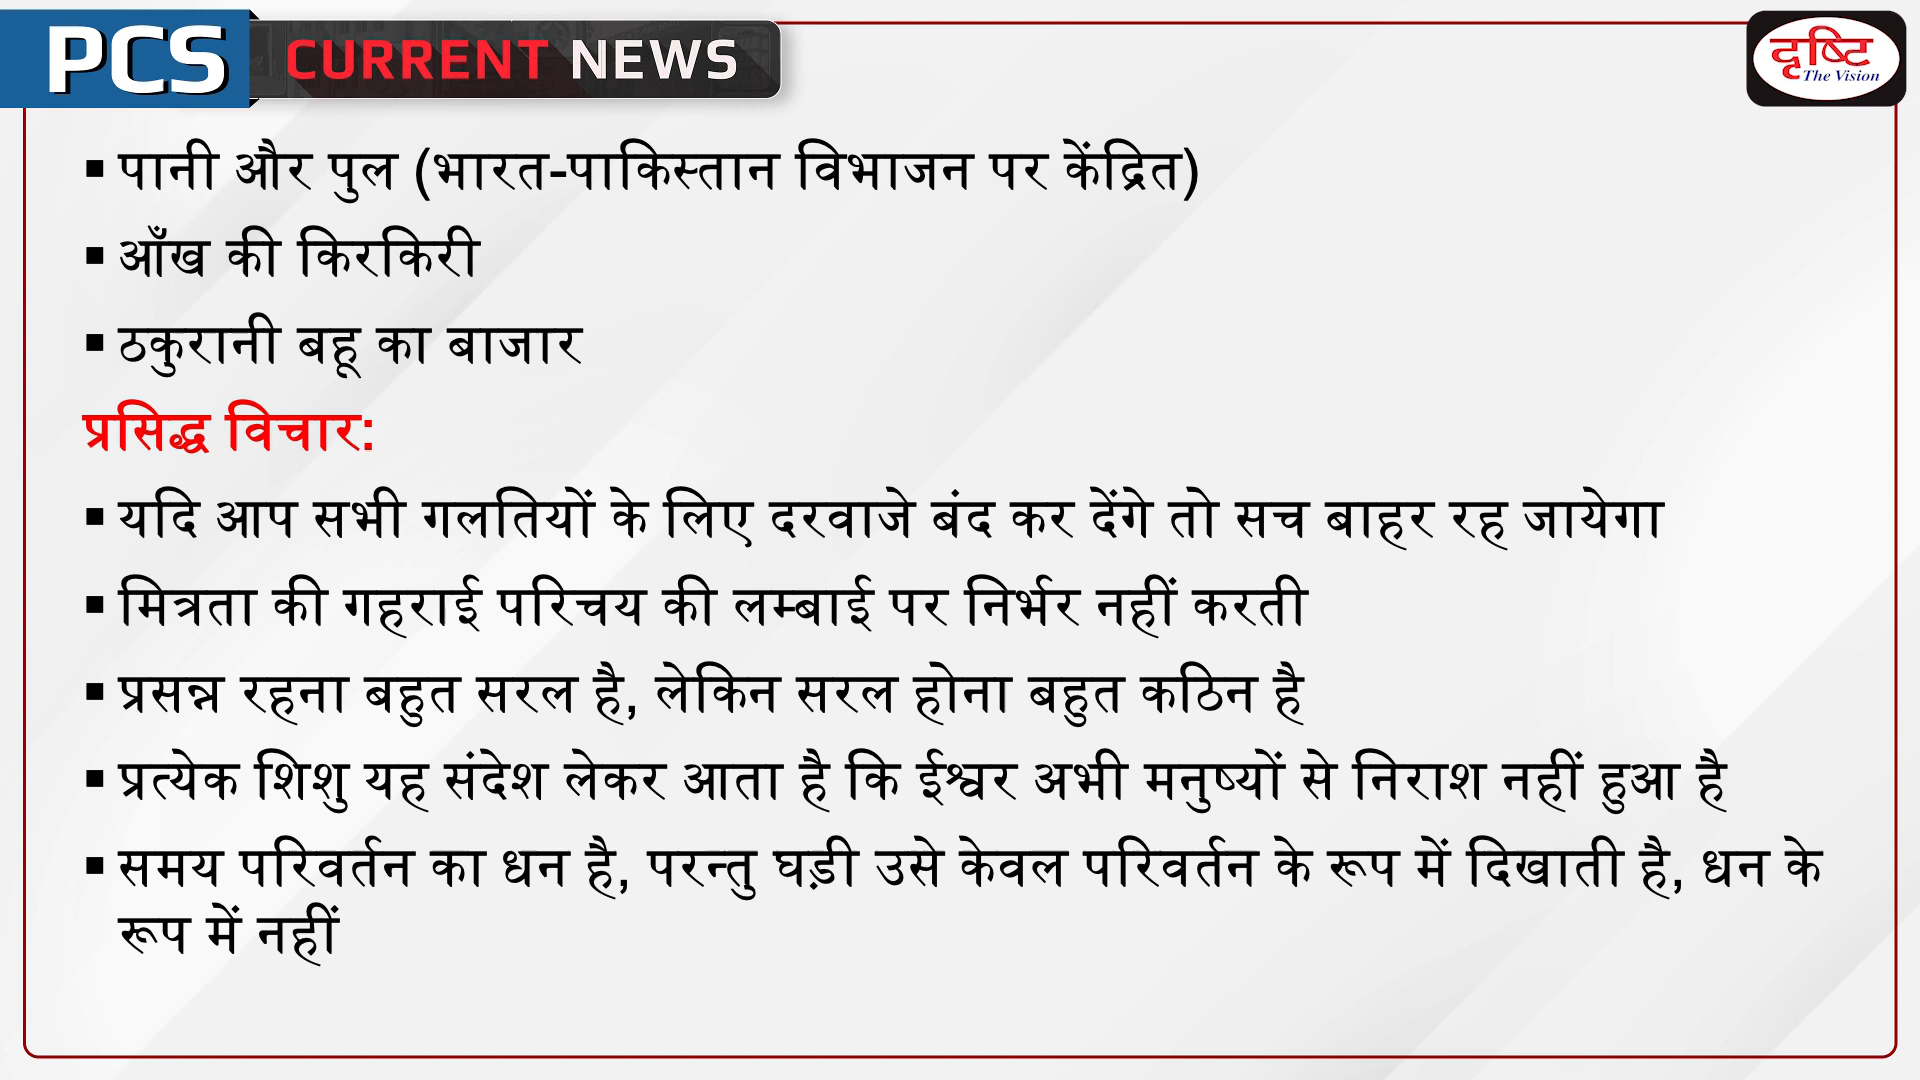 PCS CURRENT NEWS
दृष्टि
The Vision
▪ पानी और पुल (भारत-पाकिस्तान विभाजन पर केंद्रित)
▪ आँख की किरकिरी
▪ ठकुरानी बहू का बाजार
प्रसिद्ध विचार:
▪ यदि आप सभी गलतियों के लिए दरवाजे बंद कर देंगे तो सच बाहर रह जायेगा
▪ मित्रता की गहराई परिचय की लम्बाई पर निर्भर नहीं करती
▪ प्रसन्न रहना बहुत सरल है, लेकिन सरल होना बहुत कठिन है
▪ प्रत्येक शिशु यह संदेश लेकर आता है कि ईश्वर अभी मनुष्यों से निराश नहीं हुआ है
▪ समय परिवर्तन का धन है, परन्तु घड़ी उसे केवल परिवर्तन के रूप में दिखाती है, धन के
रूप में नहीं